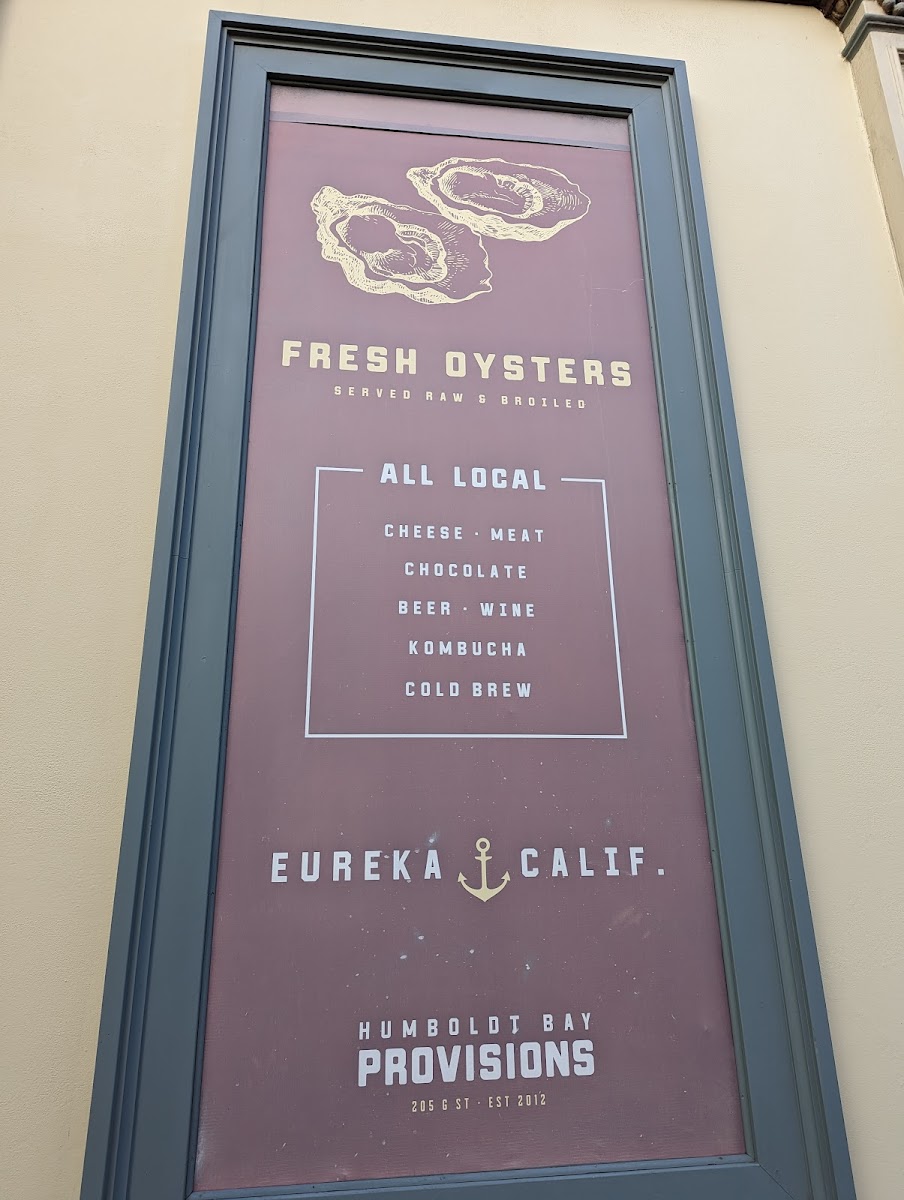 FRESH OYSTERS
SERVED RAW & BROILED
ALL LOCAL
CHEESE · MEAT
CHOCOLATE
BEER · WINE
KOMBUCHA
COLD BREW
EUREKA CALIF.
HUMBOLDT BAY
PROVISIONS
205 G ST · EST 2012